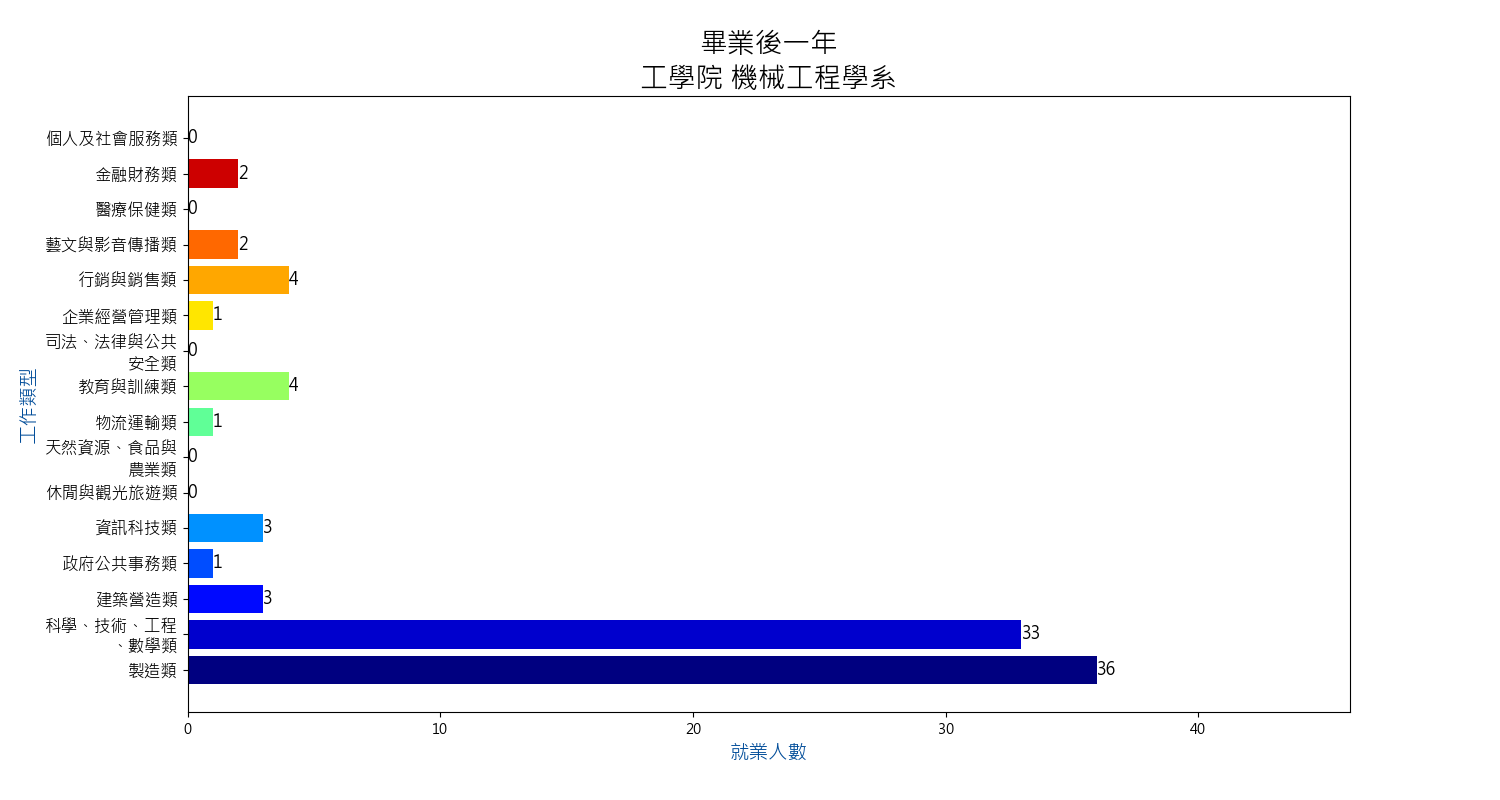 畢業後一年
工學院 機械工程學系
個人及社會服務類 0
金融財務類 2
醫療保健類 0
藝文與影音傳播類 2
行銷與銷售類 4
企業經營管理類 1
司法、法律與公共
安全類 0
教育與訓練類 4
物流運輸類 1
天然資源、食品與
農業類 0
休閒與觀光旅遊類 0
資訊科技類 3
政府公共事務類 1
建築營造類 3
科學、技術、工程
、數學類 33
製造類 36
工作類型
0 10 20 30 40
就業人數